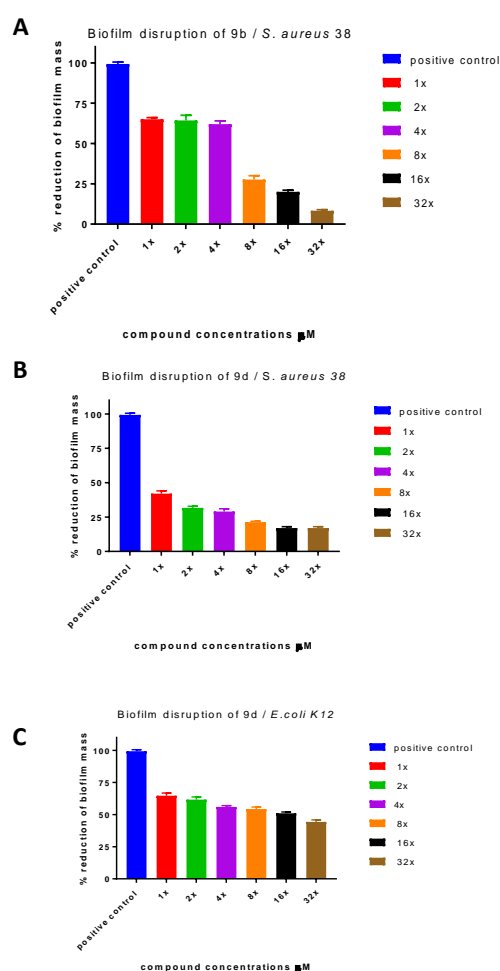 A
Biofilm disruption of 9b / S. aureus 38
% reduction of biofilm mass
100
75
50
25
0
positive control
1x
2x
4x
8x
16x
32x
compound concentrations μM
positive control
1x
2x
4x
8x
16x
32x
B
Biofilm disruption of 9d / S. aureus 38
% reduction of biofilm mass
100
75
50
25
0
positive control
1x
2x
4x
8x
16x
32x
compound concentrations μM
positive control
1x
2x
4x
8x
16x
32x
C
Biofilm disruption of 9d / E.coli K12
% reduction of biofilm mass
100
75
50
25
0
positive control
1x
2x
4x
8x
16x
32x
compound concentrations μM
positive control
1x
2x
4x
8x
16x
32x